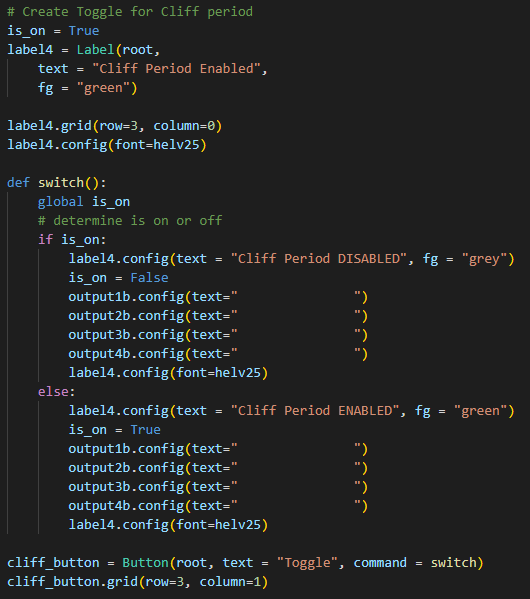 # Create Toggle for Cliff period
is_on = True
label4 = Label(root,
    text = "Cliff Period Enabled",
    fg = "green")

label4.grid(row=3, column=0)
label4.config(font=helv25)

def switch():
    global is_on
    # determine is on or off
    if is_on:
        label4.config(text = "Cliff Period DISABLED", fg = "grey")
        is_on = False
        output1b.config(text="               ")
        output2b.config(text="               ")
        output3b.config(text="               ")
        output4b.config(text="               ")
        label4.config(font=helv25)
    else:
        label4.config(text = "Cliff Period ENABLED", fg = "green")
        is_on = True
        output1b.config(text="               ")
        output2b.config(text="               ")
        output3b.config(text="               ")
        output4b.config(text="               ")
        label4.config(font=helv25)

cliff_button = Button(root, text = "Toggle", command = switch)
cliff_button.grid(row=3, column=1)